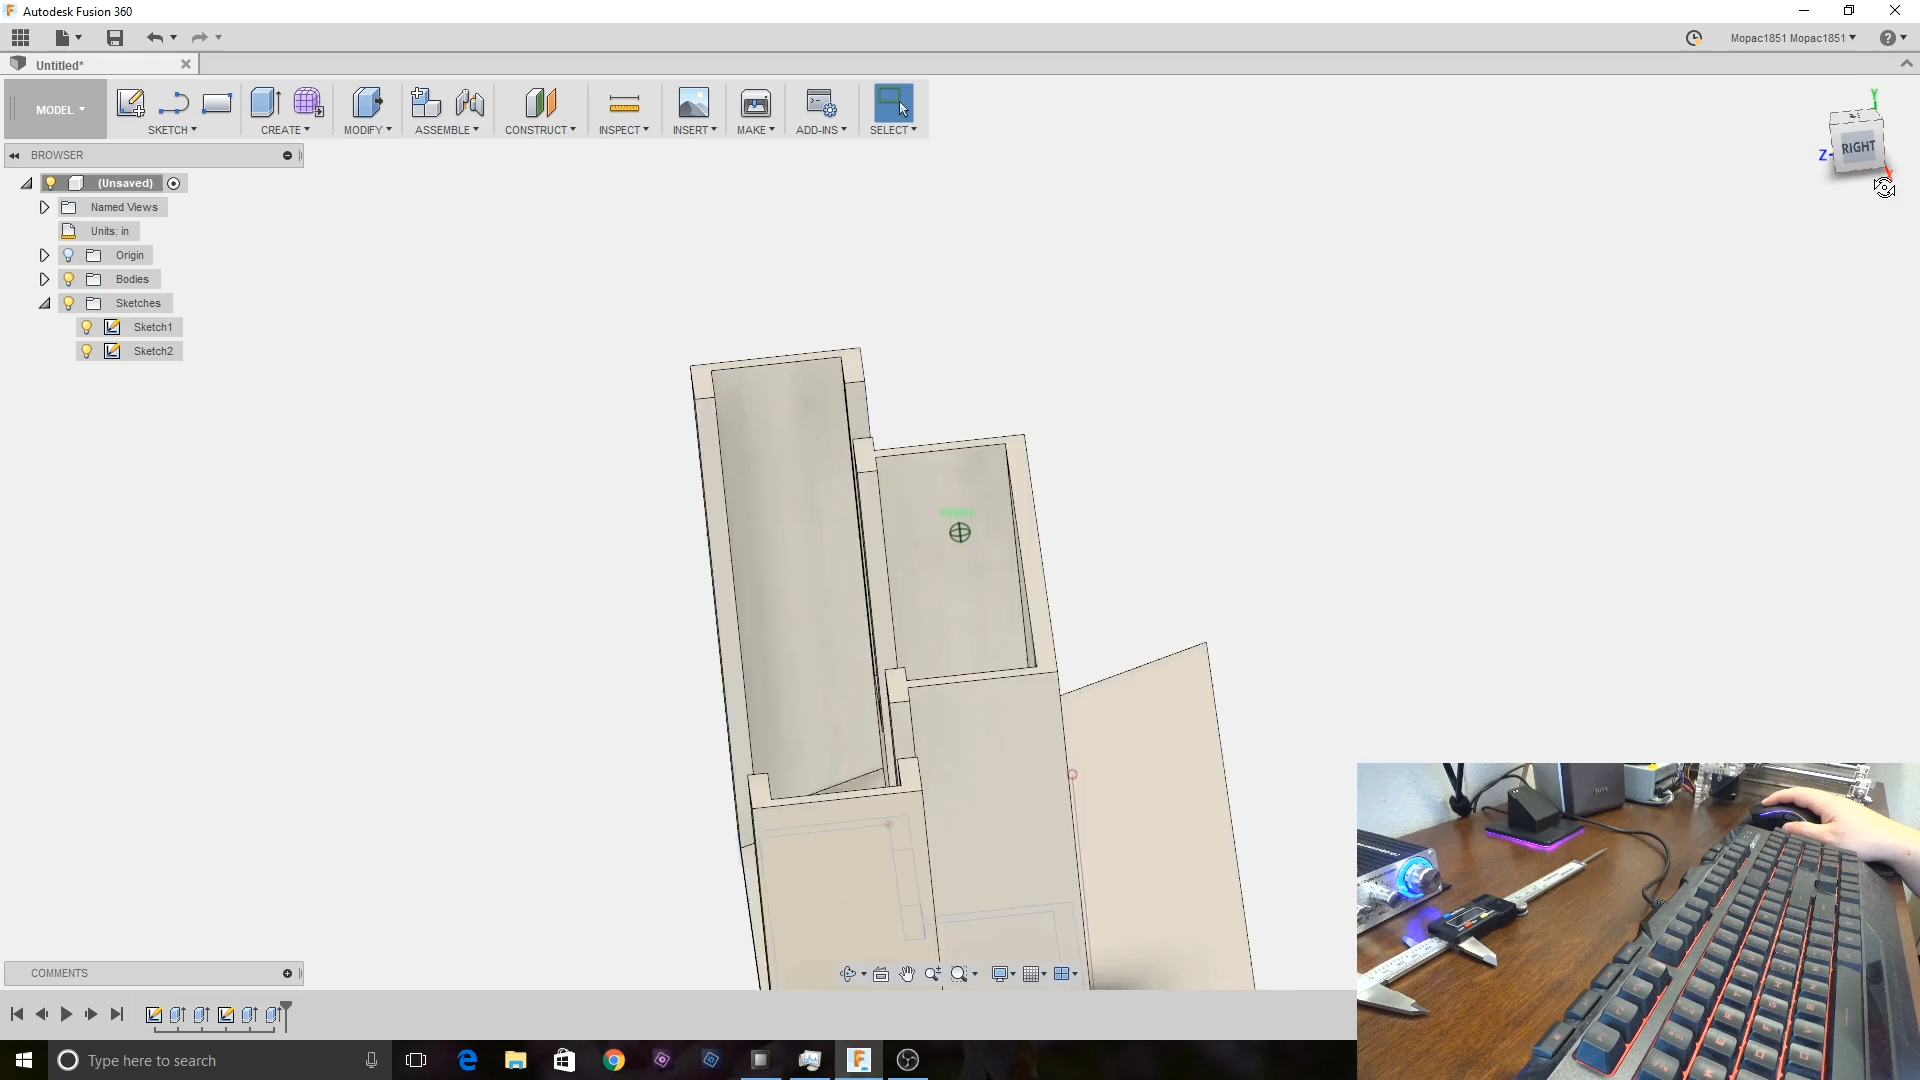 Autodesk Fusion 360
Mopac1851 Mopac1851
Untitled*
MODEL
SKETCH
CREATE
MODIFY
ASSEMBLE
CONSTRUCT
INSPECT
INSERT
MAKE
ADD-INS
SELECT
Y
Z
RIGHT
BROWSER
(Unsaved)
Named Views
Units: in
Origin
Bodies
Sketches
Sketch1
Sketch2
COMMENTS
Type here to search